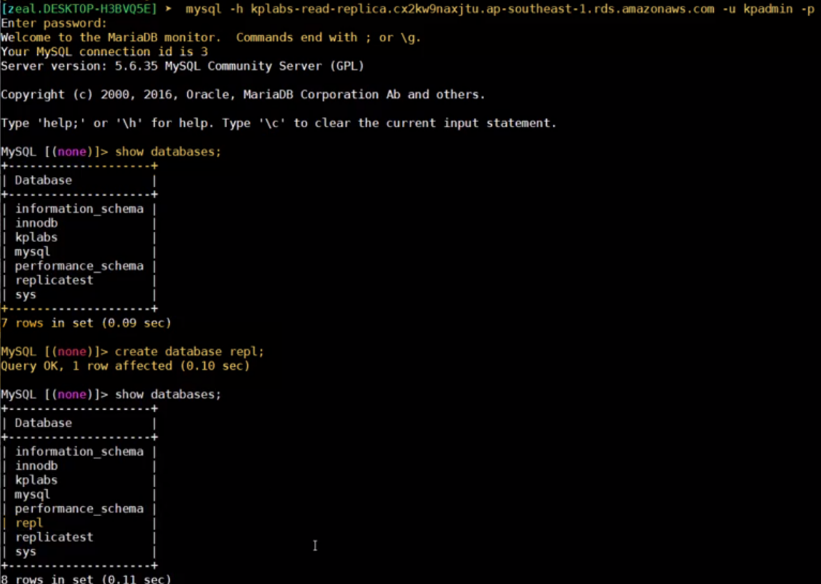 [zeal.DESKTOP-H3BVQ5E] ➤ mysql -h kplabs-read-replica.cx2kw9naxjtu.ap-southeast-1.rds.amazonaws.com -u kpadmin -p
Enter password:
Welcome to the MariaDB monitor.  Commands end with ; or \g.
Your MySQL connection id is 3
Server version: 5.6.35 MySQL Community Server (GPL)
Copyright (c) 2000, 2016, Oracle, MariaDB Corporation Ab and others.
Type 'help;' or '\h' for help. Type '\c' to clear the current input statement.
MySQL [(none)]> show databases;
+--------------------+
| Database           |
+--------------------+
| information_schema |
| innodb             |
| kplabs             |
| mysql              |
| performance_schema |
| replicatest        |
| sys                |
+--------------------+
7 rows in set (0.09 sec)
MySQL [(none)]> create database repl;
Query OK, 1 row affected (0.10 sec)
MySQL [(none)]> show databases;
+--------------------+
| Database           |
+--------------------+
| information_schema |
| innodb             |
| kplabs             |
| mysql              |
| performance_schema |
| repl               |
| replicatest        |
| sys                |
+--------------------+
8 rows in set (0.11 sec)